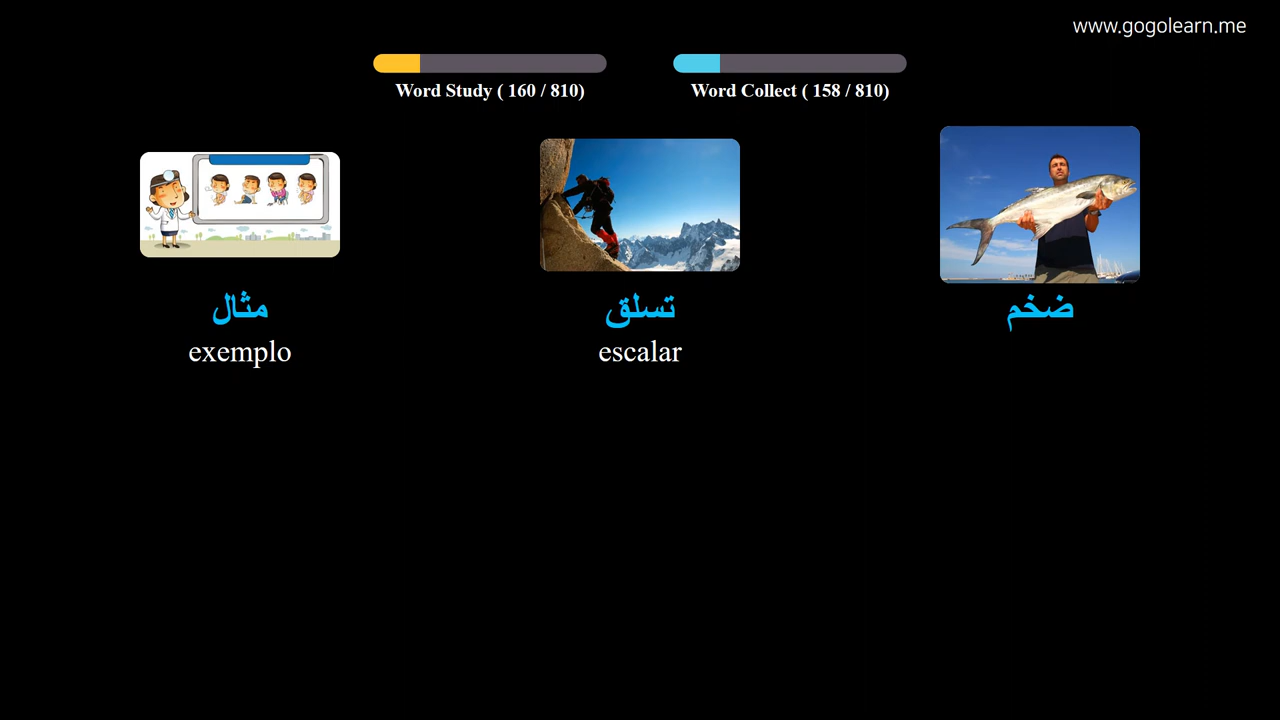 www.gogolearn.me
Word Study ( 160 / 810)
Word Collect ( 158 / 810)
مثال
exemplo
تسلق
escalar
ضخم